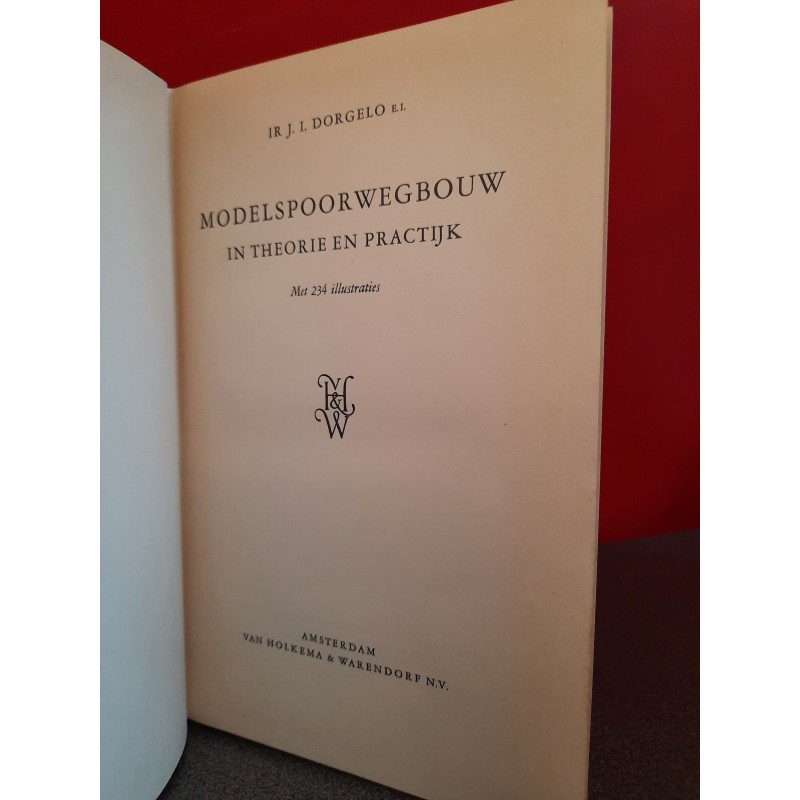 IR J. I. DORGELO E.I.
MODELSPOORWEGBOUW
IN THEORIE EN PRACTIJK
Met 234 illustraties
V
H&H
W
AMSTERDAM
VAN HOLKEMA & WARENDORF N.V.